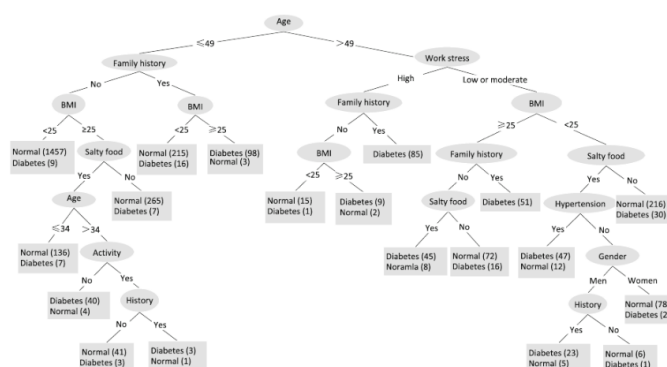 Age
≤49
>49
Family history
Work stress
No
Yes
High
Low or moderate
BMI
BMI
Family history
BMI
<25
≥25
<25
≥25
No
Yes
≥25
<25
Normal (1457)
Diabetes (9)
Salty food
Normal (215)
Diabetes (16)
Diabetes (98)
Normal (3)
BMI
Diabetes (85)
Family history
Salty food
Yes
No
<25
≥25
No
Yes
Yes
No
Age
Normal (265)
Diabetes (7)
Normal (15)
Diabetes (1)
Diabetes (9)
Normal (2)
Salty food
Diabetes (51)
Hypertension
Normal (216)
Diabetes (30)
≤34
>34
Yes
No
Yes
No
Normal (136)
Diabetes (7)
Activity
Diabetes (45)
Noramla (8)
Normal (72)
Diabetes (16)
Diabetes (47)
Normal (12)
Gender
No
Yes
Men
Women
Diabetes (40)
Normal (4)
History
History
Normal (78
Diabetes (2
No
Yes
Yes
No
Normal (41)
Diabetes (3)
Diabetes (3)
Normal (1)
Diabetes (23)
Normal (5)
Normal (6)
Diabetes (1)